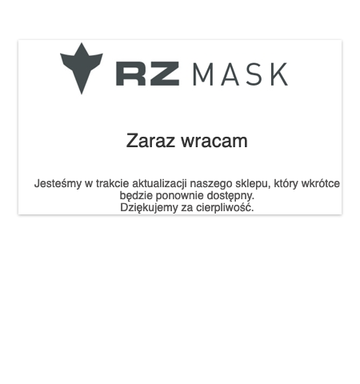 RZ MASK
Zaraz wracam
Jesteśmy w trakcie aktualizacji naszego sklepu, który wkrótce
będzie ponownie dostępny.
Dziękujemy za cierpliwość.